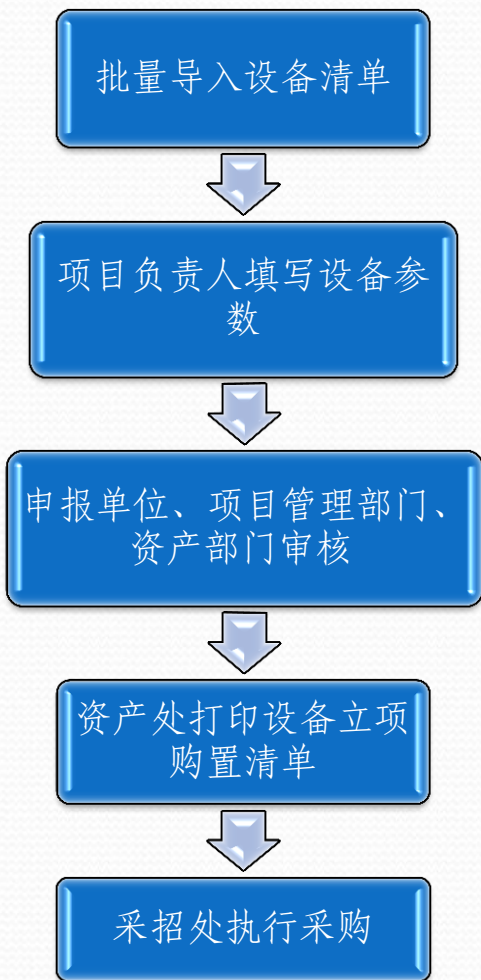 批量导入设备清单
项目负责人填写设备参
数
申报单位、项目管理部门、
资产部门审核
资产处打印设备立项
购置清单
采招处执行采购